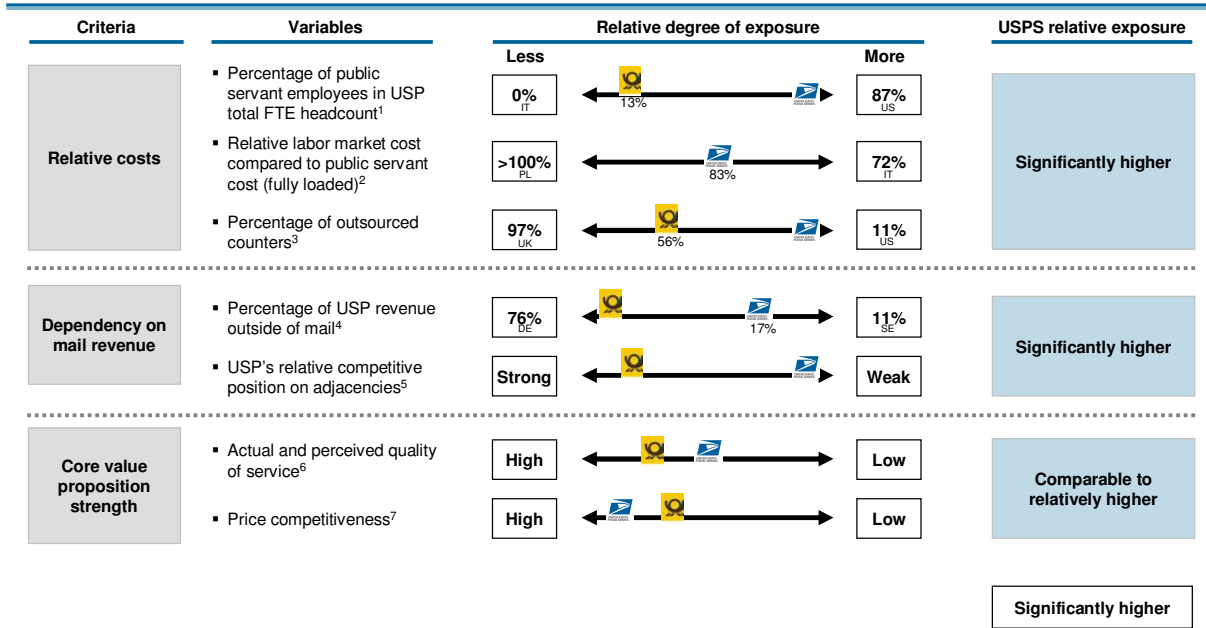 Criteria
Variables
Relative degree of exposure
USPS relative exposure
Less
More
Relative costs
▪ Percentage of public
servant employees in USP
total FTE headcount1
0%
IT
13%
87%
US
▪ Relative labor market cost
compared to public servant
cost (fully loaded)2
>100%
PL
83%
72%
IT
▪ Percentage of outsourced
counters3
97%
UK
56%
11%
US
Significantly higher
Dependency on
mail revenue
▪ Percentage of USP revenue
outside of mail4
76%
DE
17%
11%
SE
▪ USP's relative competitive
position on adjacencies5
Strong
Weak
Significantly higher
Core value
proposition
strength
▪ Actual and perceived quality
of service6
High
Low
▪ Price competitiveness7
High
Low
Comparable to
relatively higher
Significantly higher